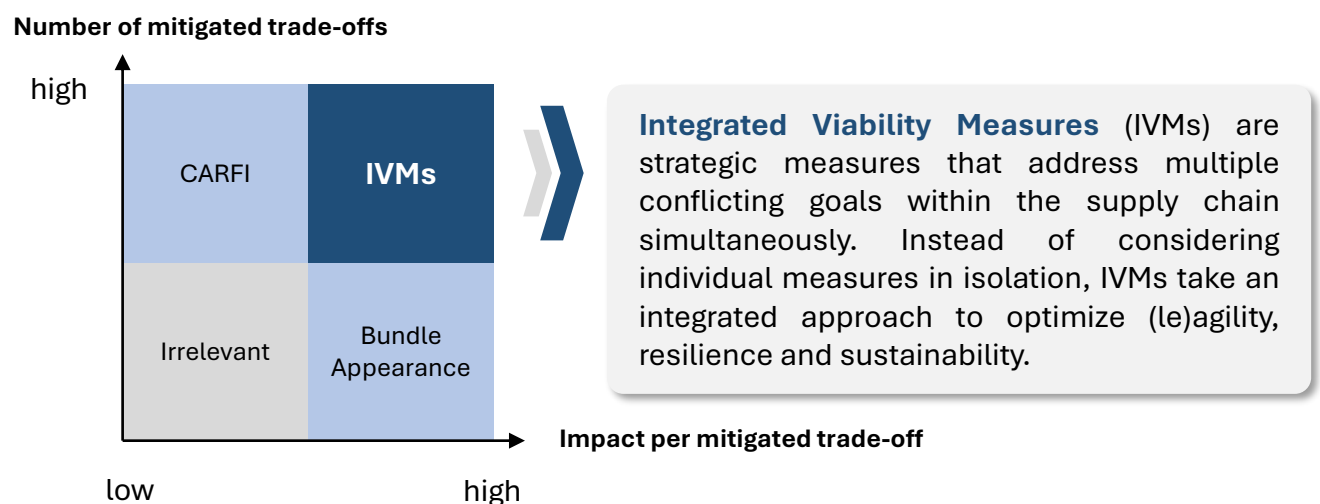 Number of mitigated trade-offs
high
CARFI
IVMs
Irrelevant
Bundle
Appearance
Integrated Viability Measures (IVMs) are
strategic measures that address multiple
conflicting goals within the supply chain
simultaneously. Instead of considering
individual measures in isolation, IVMs take an
integrated approach to optimize (le)agility,
resilience and sustainability.
Impact per mitigated trade-off
low
high